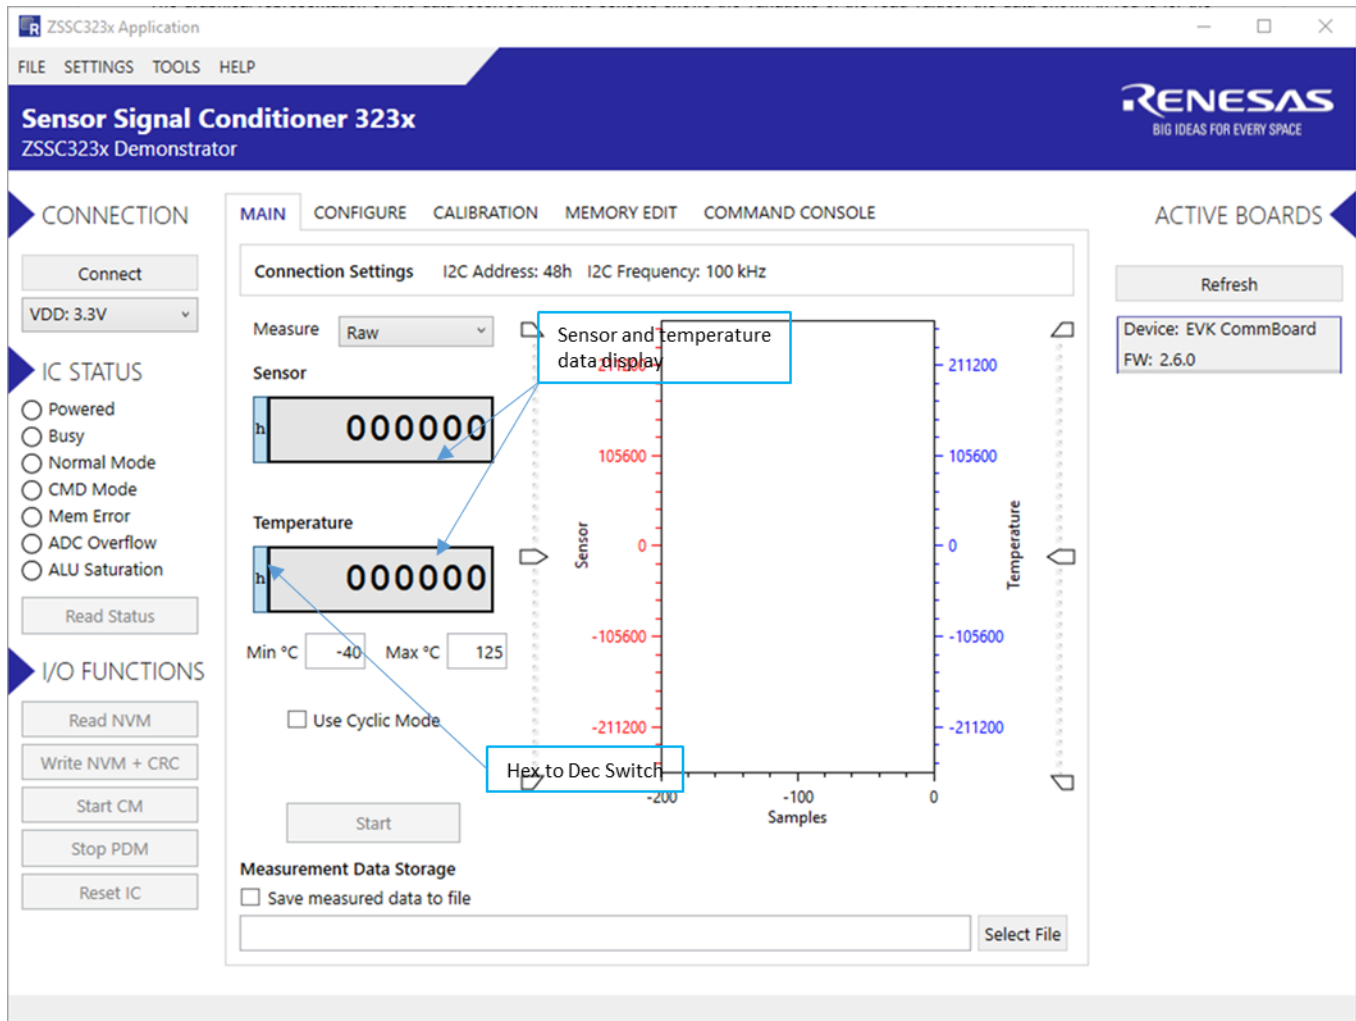 ZSSC323x Application
FILE SETTINGS TOOLS HELP
Sensor Signal Conditioner 323x
ZSSC323x Demonstrator
RENESAS
BIG IDEAS FOR EVERY SPACE
CONNECTION
Connect
VDD: 3.3V
IC STATUS
Powered
Busy
Normal Mode
CMD Mode
Mem Error
ADC Overflow
ALU Saturation
Read Status
I/O FUNCTIONS
Read NVM
Write NVM + CRC
Start CM
Stop PDM
Reset IC
MAIN CONFIGURE CALIBRATION MEMORY EDIT COMMAND CONSOLE
Connection Settings I2C Address: 48h I2C Frequency: 100 kHz
Measure Raw
Sensor
h 000000
Temperature
h 000000
Min °C -40 Max °C 125
Use Cyclic Mode
Start
Sensor and temperature
data display
Hex to Dec Switch
211200
105600
0
-105600
-211200
Sensor
211200
105600
0
-105600
-211200
Temperature
-200 -100 0
Samples
Measurement Data Storage
Save measured data to file
Select File
ACTIVE BOARDS
Refresh
Device: EVK CommBoard
FW: 2.6.0